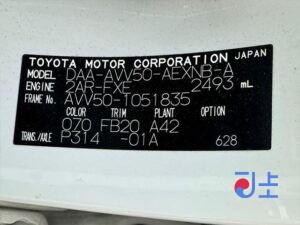 TOYOTA MOTOR CORPORATION JAPAN
MODEL DAA-AVV50-AEXNB-A
ENGINE 2AR-FXE 2493 mL
FRAME No. AVV50-1051835
COLOR TRIM PLANT OPTION
070 FB20 A42
TRANS./AXLE P314 -01A 628